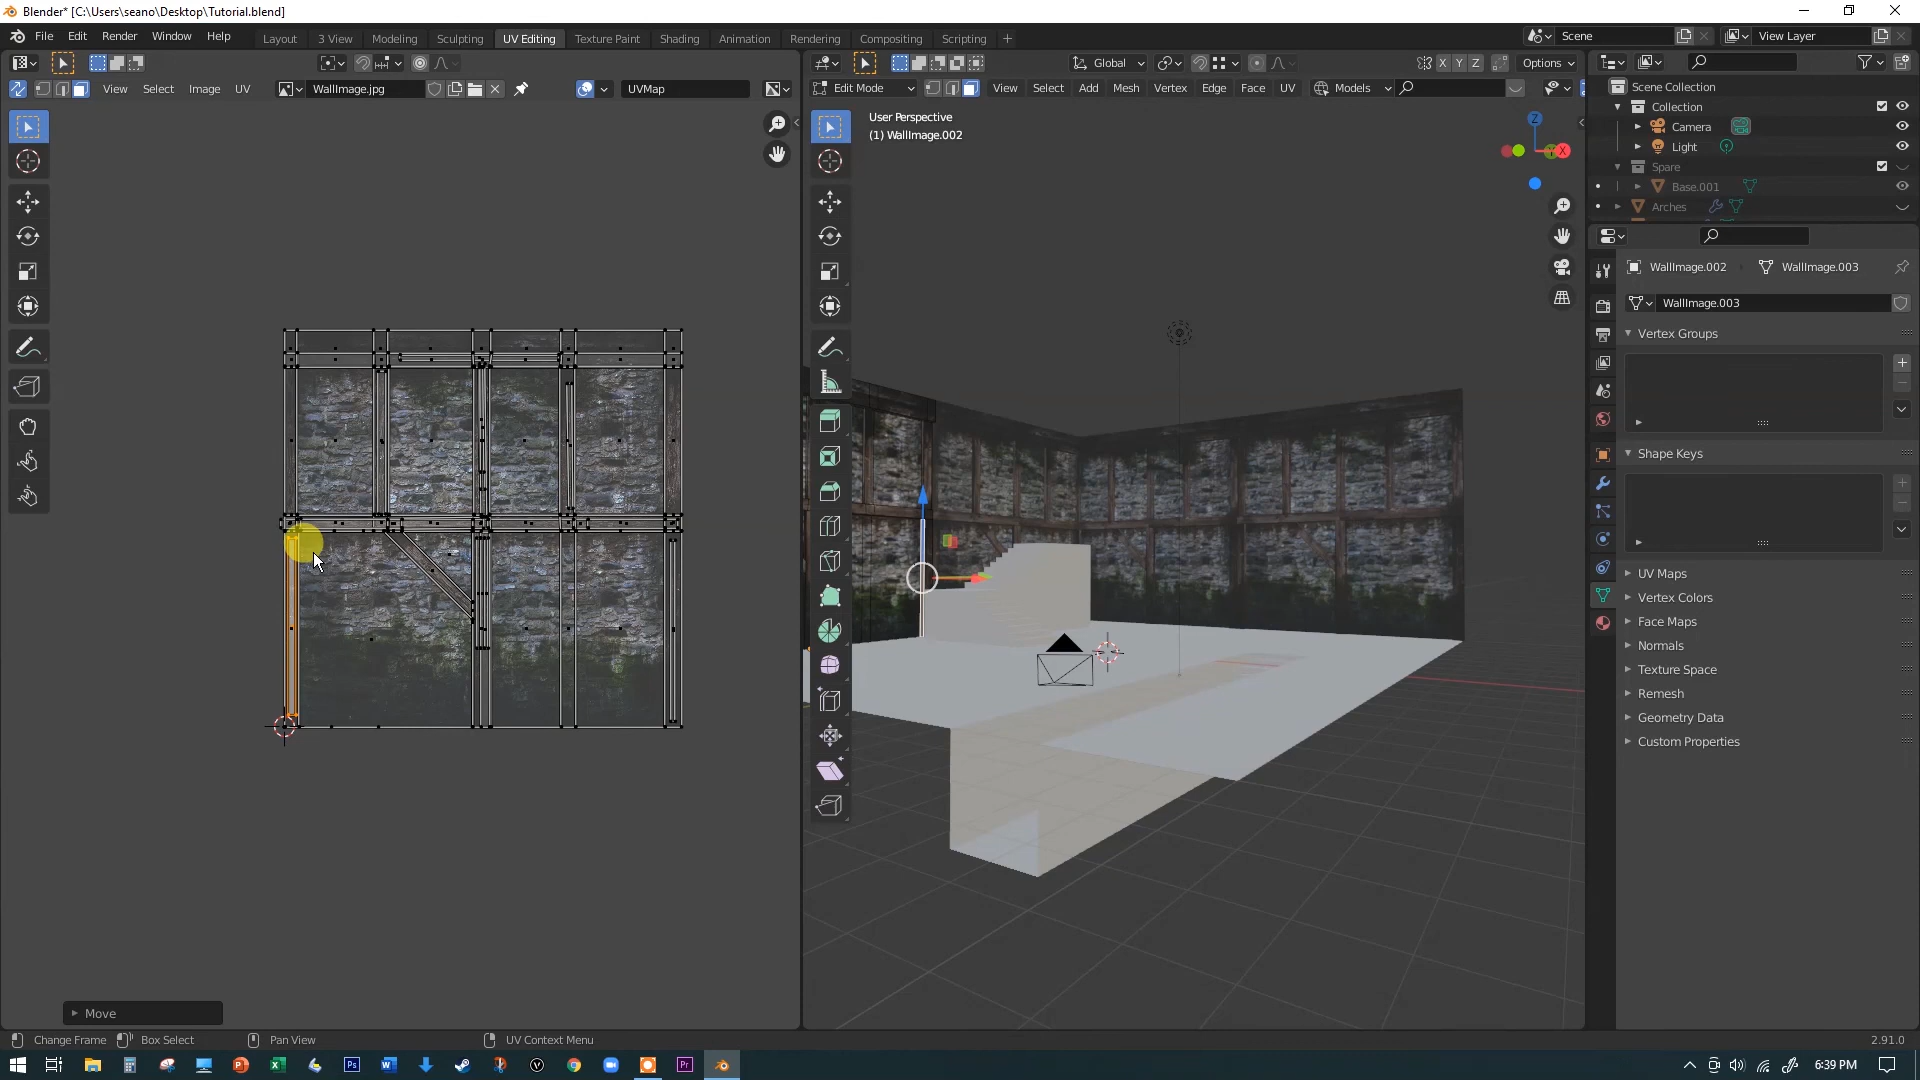 Blender* [C:\Users\seano\Desktop\Tutorial.blend]
File Edit Render Window Help
Layout 3 View Modeling Sculpting UV Editing Texture Paint Shading Animation Rendering Compositing Scripting +
Scene
View Layer
Global
X Y Z
Options
View Select Image UV
WallImage.jpg
UVMap
Edit Mode
View Select Add Mesh Vertex Edge Face UV
Models
Scene Collection
Collection
Camera
Light
Spare
Base.001
Arches
User Perspective
(1) WallImage.002
Z
X
WallImage.002
WallImage.003
WallImage.003
Vertex Groups
Shape Keys
UV Maps
Vertex Colors
Face Maps
Normals
Texture Space
Remesh
Geometry Data
Custom Properties
Move
Change Frame
Box Select
Pan View
UV Context Menu
2.91.0
6:39 PM